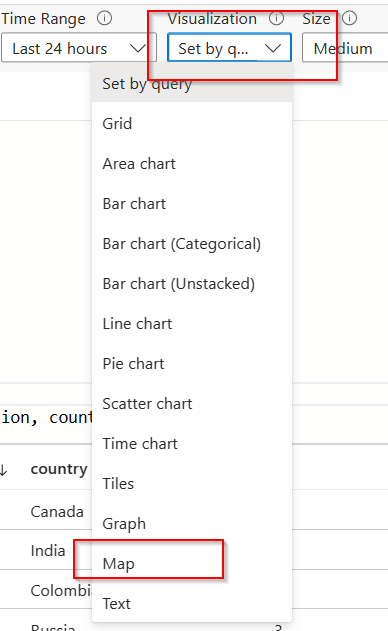 Time Range Visualization Size
Last 24 hours Set by q... Medium
Set by query
Grid
Area chart
Bar chart
Bar chart (Categorical)
Bar chart (Unstacked)
Line chart
Pie chart
Scatter chart
ion, count
Time chart
country
Tiles
Canada
Graph
India
Map
Colombi
Text
Russia